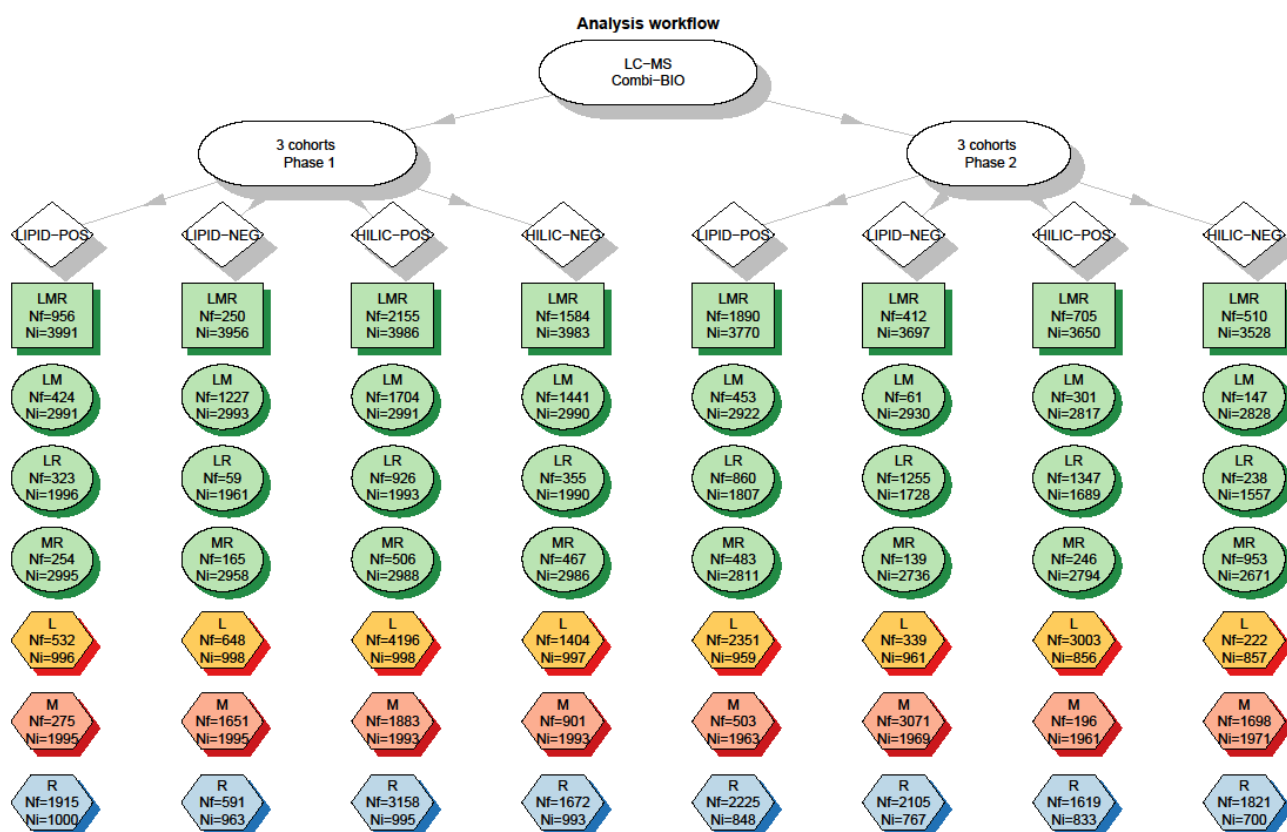 Analysis workflow
LC−MS
Combi−BIO
3 cohorts
Phase 1
3 cohorts
Phase 2
LIPID−POS
LIPID−NEG
HILIC−POS
HILIC−NEG
LIPID−POS
LIPID−NEG
HILIC−POS
HILIC−NEG
LMR
Nf=956
Ni=3991
LMR
Nf=250
Ni=3956
LMR
Nf=2155
Ni=3986
LMR
Nf=1584
Ni=3983
LMR
Nf=1890
Ni=3770
LMR
Nf=412
Ni=3697
LMR
Nf=705
Ni=3650
LMR
Nf=510
Ni=3528
LM
Nf=424
Ni=2991
LM
Nf=1227
Ni=2993
LM
Nf=1704
Ni=2991
LM
Nf=1441
Ni=2990
LM
Nf=453
Ni=2922
LM
Nf=61
Ni=2930
LM
Nf=301
Ni=2817
LM
Nf=147
Ni=2828
LR
Nf=323
Ni=1996
LR
Nf=59
Ni=1961
LR
Nf=926
Ni=1993
LR
Nf=355
Ni=1990
LR
Nf=860
Ni=1807
LR
Nf=1255
Ni=1728
LR
Nf=1347
Ni=1689
LR
Nf=238
Ni=1557
MR
Nf=254
Ni=2995
MR
Nf=165
Ni=2958
MR
Nf=506
Ni=2988
MR
Nf=467
Ni=2986
MR
Nf=483
Ni=2811
MR
Nf=139
Ni=2736
MR
Nf=246
Ni=2794
MR
Nf=953
Ni=2671
L
Nf=532
Ni=996
L
Nf=648
Ni=998
L
Nf=4196
Ni=998
L
Nf=1404
Ni=997
L
Nf=2351
Ni=959
L
Nf=339
Ni=961
L
Nf=3003
Ni=856
L
Nf=222
Ni=857
M
Nf=275
Ni=1995
M
Nf=1651
Ni=1995
M
Nf=1883
Ni=1993
M
Nf=901
Ni=1993
M
Nf=503
Ni=1963
M
Nf=3071
Ni=1969
M
Nf=196
Ni=1961
M
Nf=1698
Ni=1971
R
Nf=1915
Ni=1000
R
Nf=591
Ni=963
R
Nf=3158
Ni=995
R
Nf=1672
Ni=993
R
Nf=2225
Ni=848
R
Nf=2105
Ni=767
R
Nf=1619
Ni=833
R
Nf=1821
Ni=700